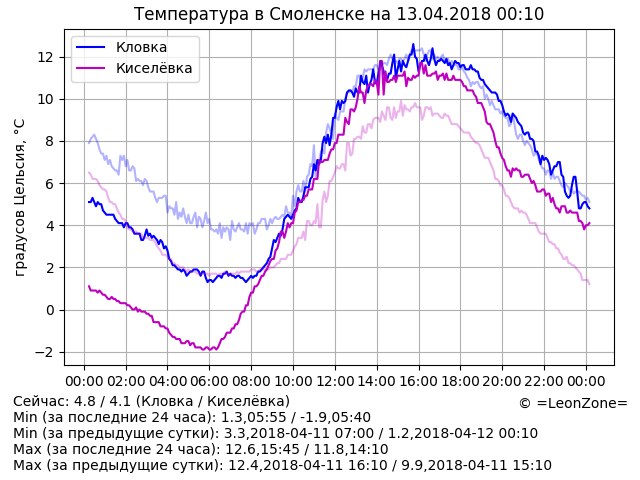 Температура в Смоленске на 13.04.2018 00:10
Кловка
Киселёвка
градусов Цельсия, °C
12
10
8
6
4
2
0
−2
00:00 02:00 04:00 06:00 08:00 10:00 12:00 14:00 16:00 18:00 20:00 22:00 00:00
Сейчас: 4.8 / 4.1 (Кловка / Киселёвка)
© =LeonZone=
Min (за последние 24 часа): 1.3,05:55 / -1.9,05:40
Min (за предыдущие сутки): 3.3,2018-04-11 07:00 / 1.2,2018-04-12 00:10
Max (за последние 24 часа): 12.6,15:45 / 11.8,14:10
Max (за предыдущие сутки): 12.4,2018-04-11 16:10 / 9.9,2018-04-11 15:10